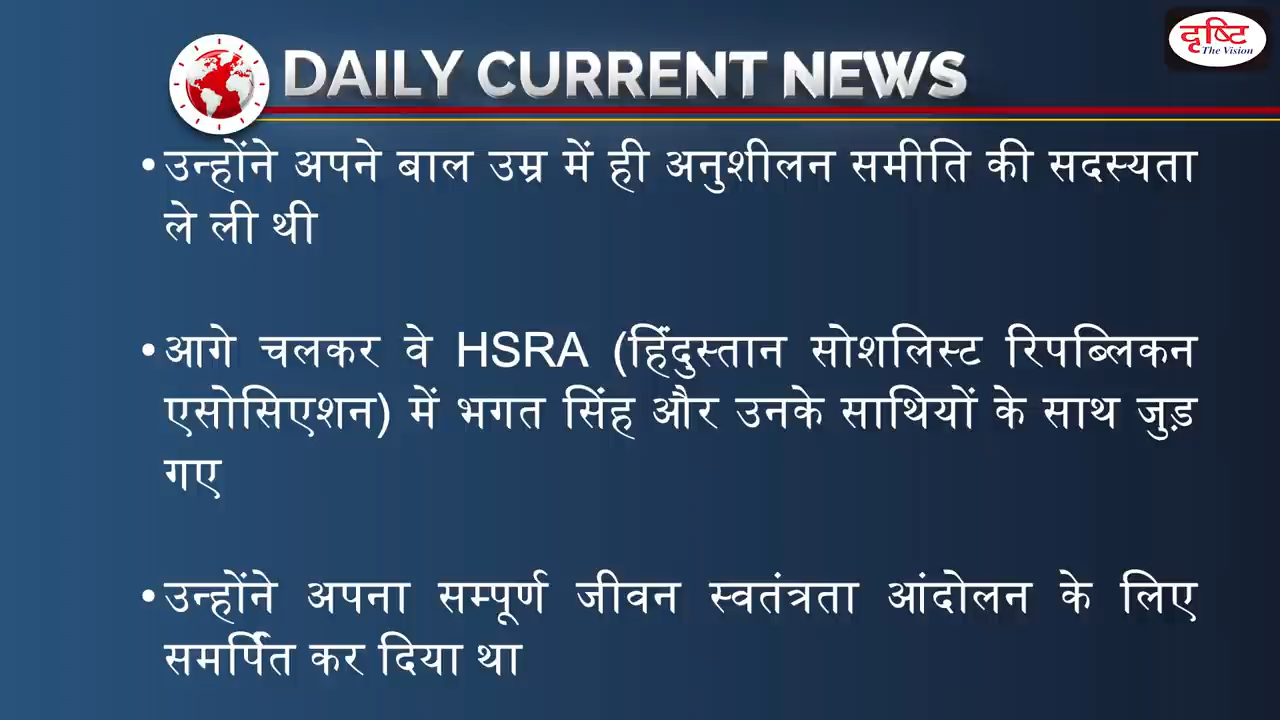 दृष्टि
The Vision
DAILY CURRENT NEWS
•उन्होंने अपने बाल उम्र में ही अनुशीलन समीति की सदस्यता
ले ली थी
•आगे चलकर वे HSRA (हिंदुस्तान सोशलिस्ट रिपब्लिकन
एसोसिएशन) में भगत सिंह और उनके साथियों के साथ जुड़
गए
•उन्होंने अपना सम्पूर्ण जीवन स्वतंत्रता आंदोलन के लिए
समर्पित कर दिया था